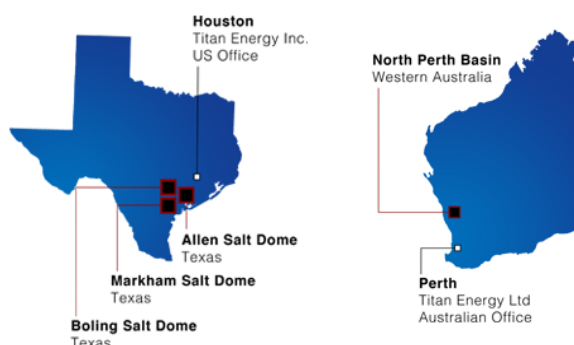 Houston
Titan Energy Inc.
US Office
North Perth Basin
Western Australia
Allen Salt Dome
Texas
Markham Salt Dome
Texas
Boling Salt Dome
Texas
Perth
Titan Energy Ltd
Australian Office